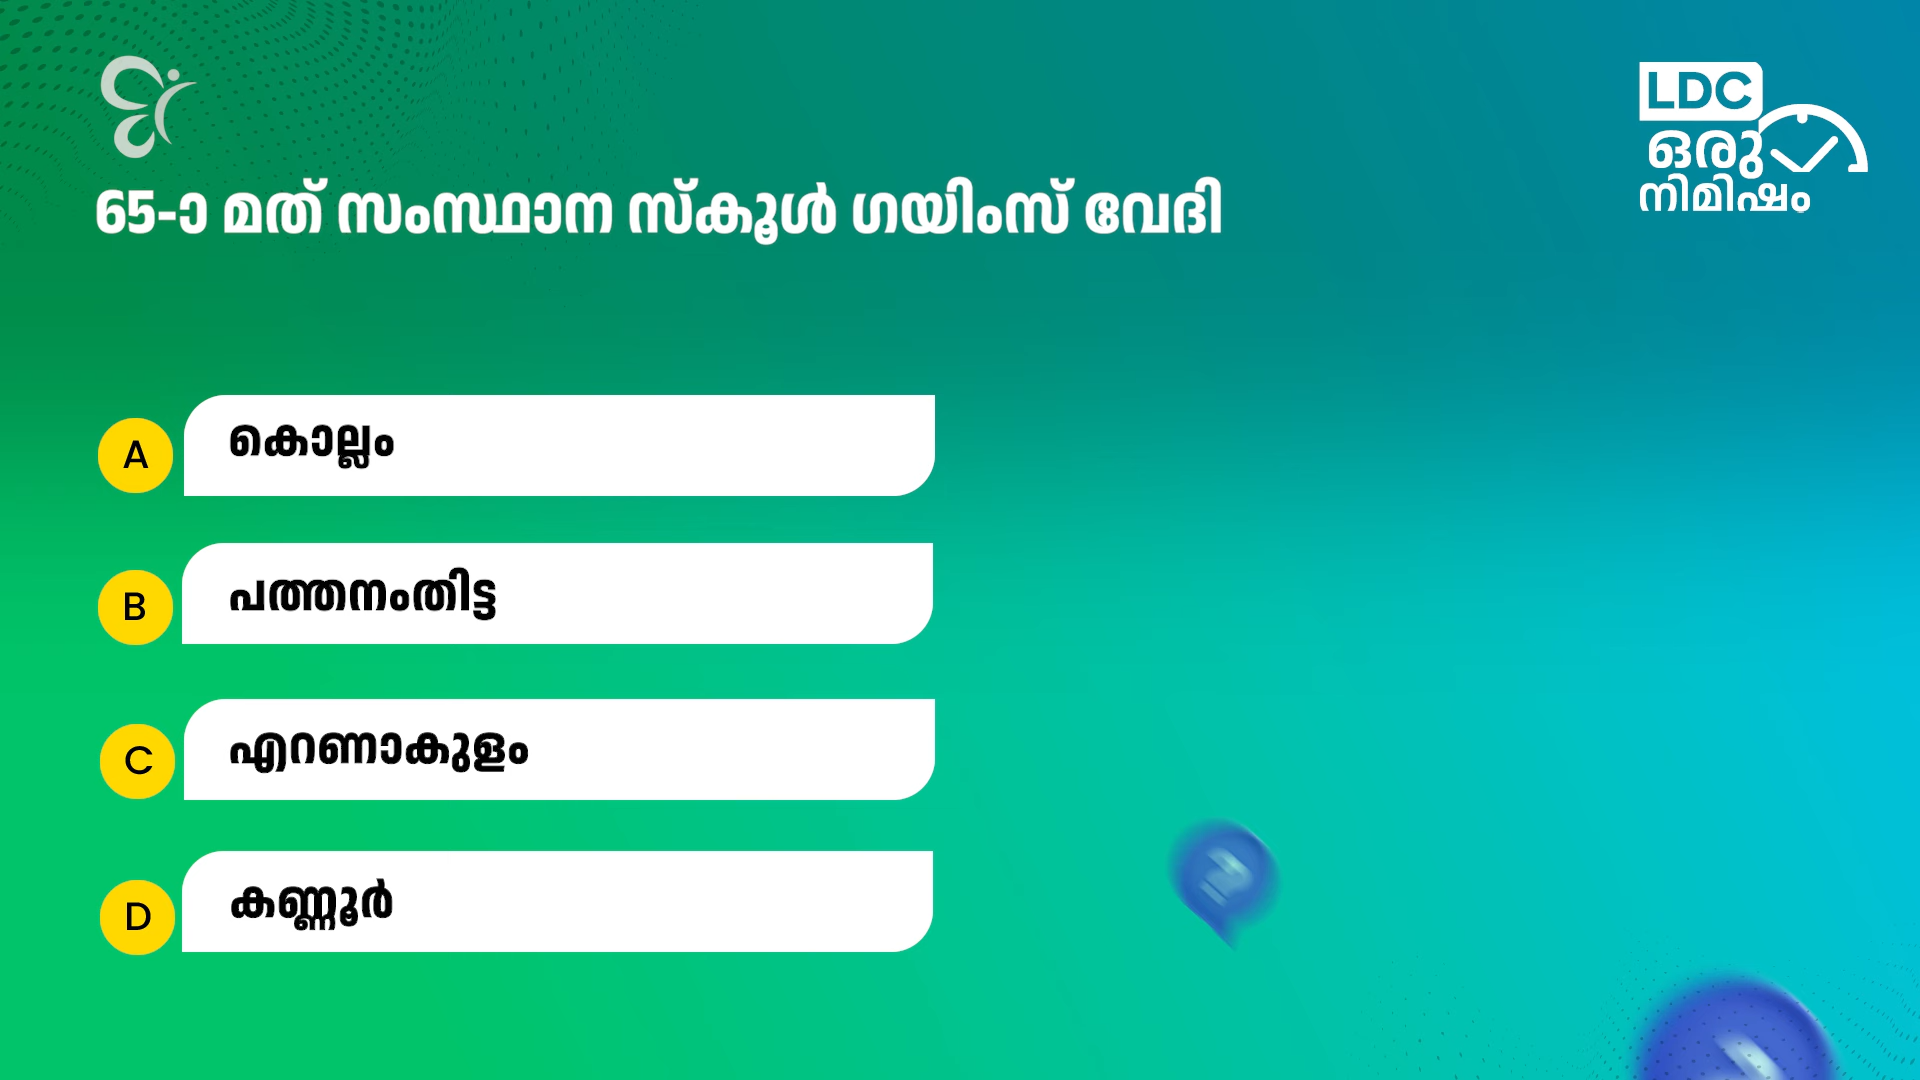 LDC
ഒരു
നിമിഷം
65-ാ മത് സംസ്ഥാന സ്കൂൾ ഗയിംസ് വേദി
A കൊല്ലം
B പത്തനംതിട്ട
C എറണാകുളം
D കണ്ണൂർ